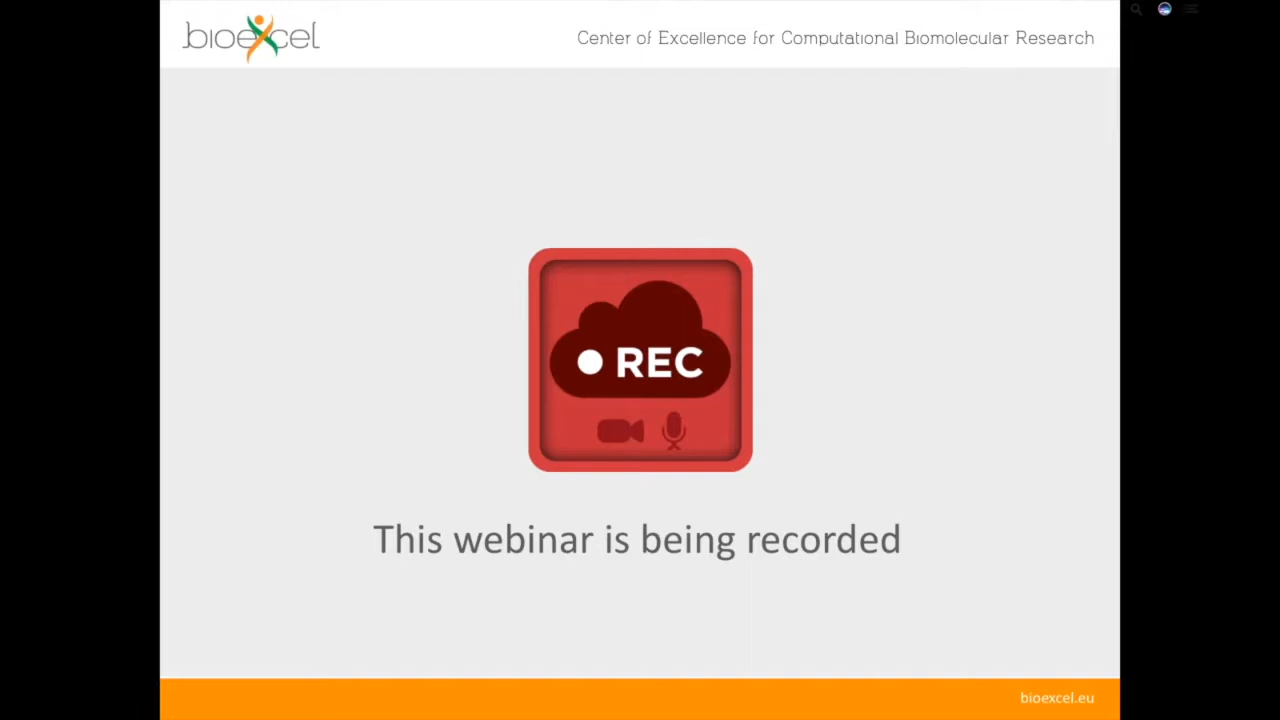 bioexcel
Center of Excellence for Computational Biomolecular Research
REC
This webinar is being recorded
bioexcel.eu